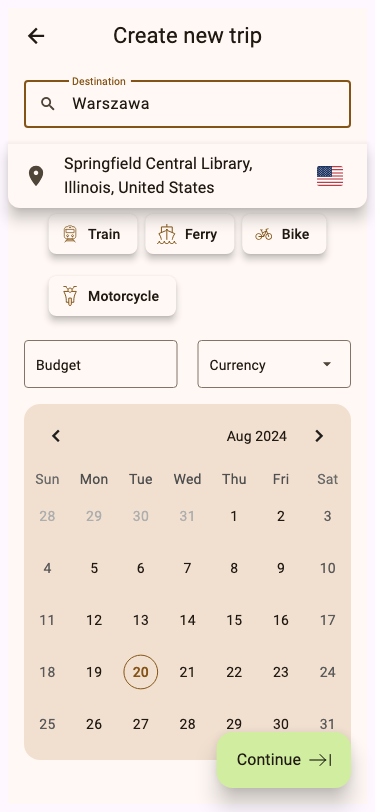 Create new trip
Destination
Warszawa
Springfield Central Library,
Illinois, United States
Train Ferry Bike
Motorcycle
Budget Currency
Aug 2024
Sun Mon Tue Wed Thu Fri Sat
28 29 30 31 1 2 3
4 5 6 7 8 9 10
11 12 13 14 15 16 17
18 19 20 21 22 23 24
25 26 27 28 29 30 31
Continue